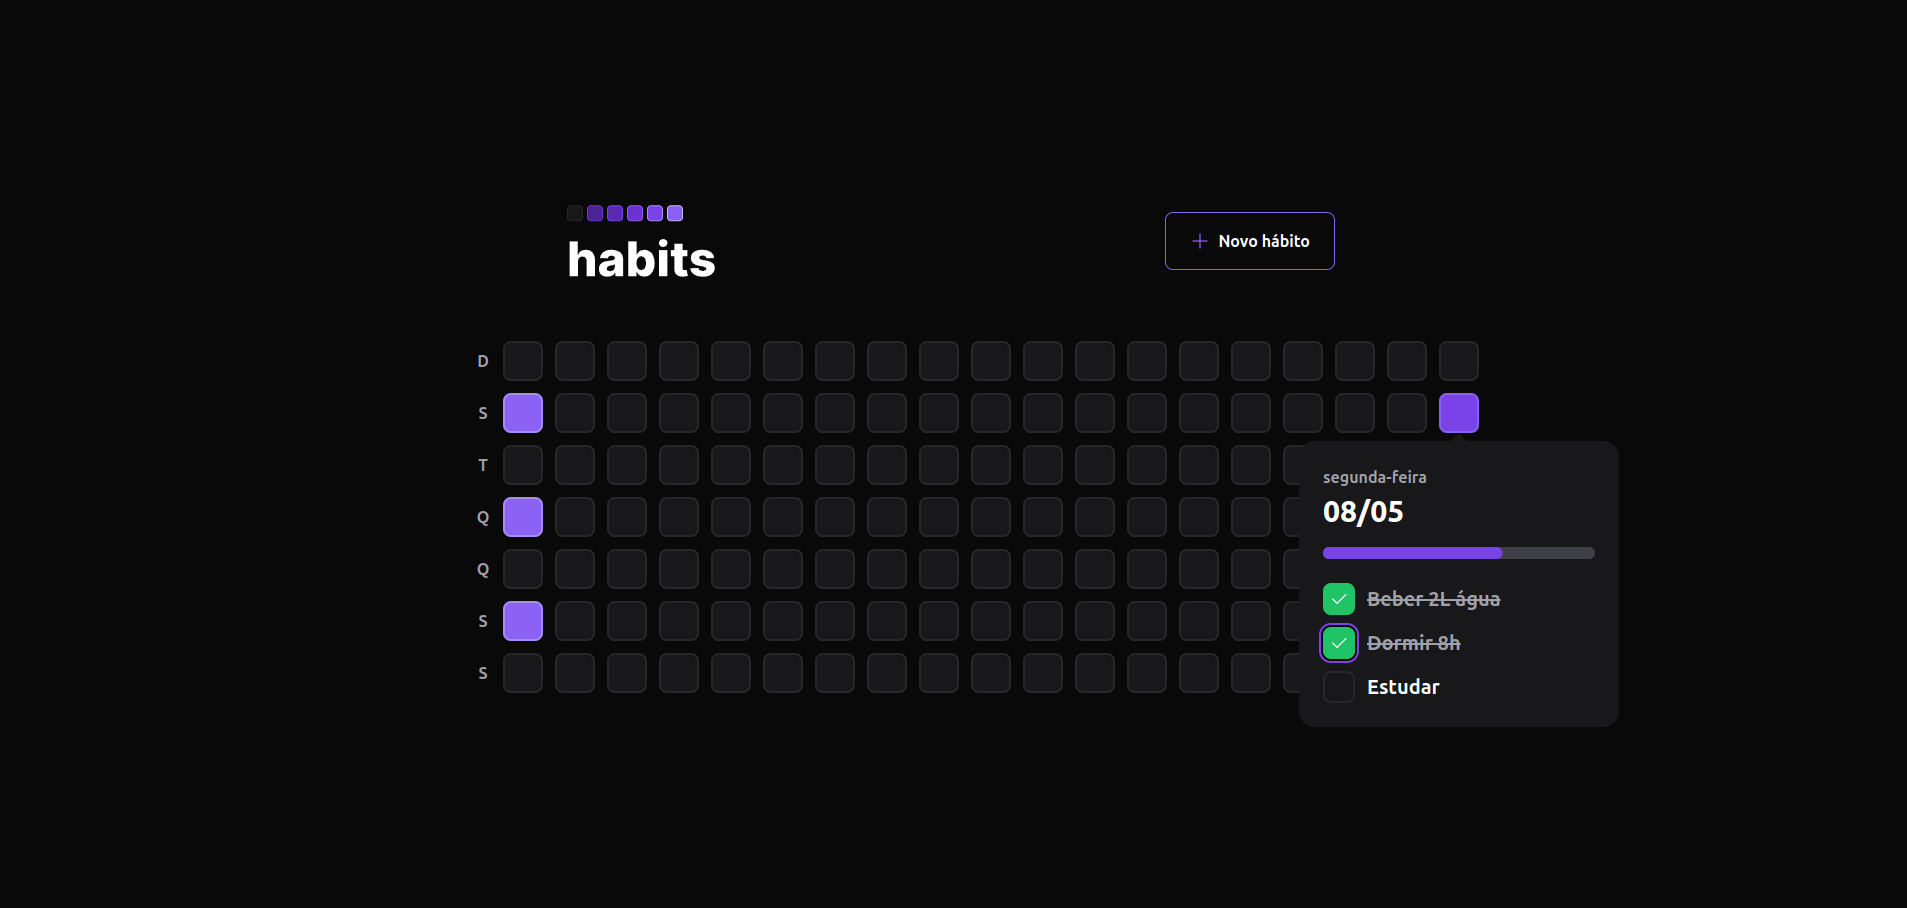 habits
Novo hábito
D
S
T
Q
Q
S
S
segunda-feira
08/05
Beber 2L água
Dormir 8h
Estudar